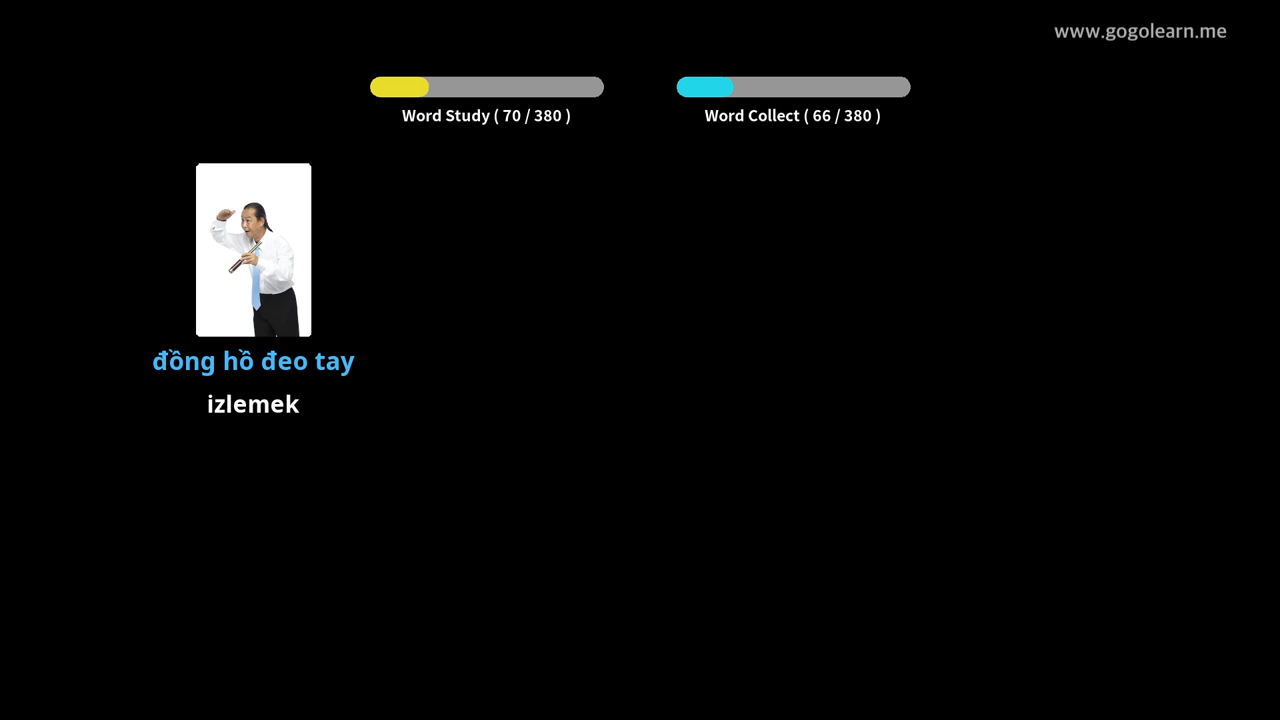 www.gogolearn.me
Word Study ( 70 / 380 )
Word Collect ( 66 / 380 )
đồng hồ đeo tay
izlemek